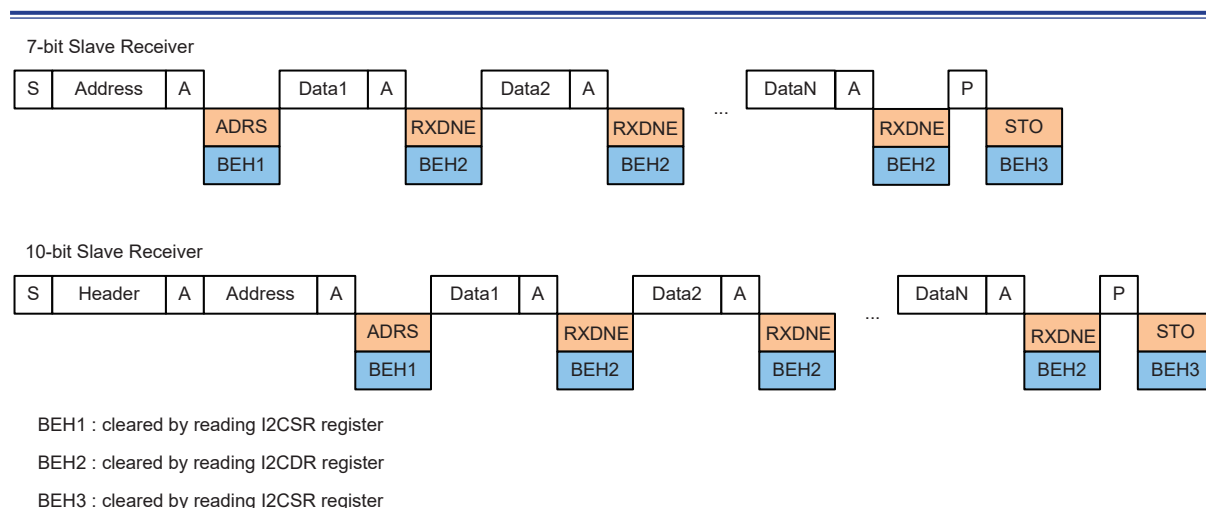 7-bit Slave Receiver
S Address A Data1 A Data2 A ... DataN A P
ADRS RXDNE RXDNE RXDNE STO
BEH1 BEH2 BEH2 BEH2 BEH3
10-bit Slave Receiver
S Header A Address A Data1 A Data2 A ... DataN A P
ADRS RXDNE RXDNE RXDNE STO
BEH1 BEH2 BEH2 BEH2 BEH3
BEH1 : cleared by reading I2CSR register
BEH2 : cleared by reading I2CDR register
BEH3 : cleared by reading I2CSR register